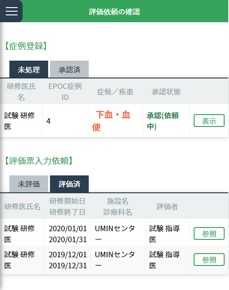 評価依頼の確認
【症例登録】
未処理 承認済
研修医氏名 EPOC症例ID 症候／疾患 承認状態
試験 研修医 4 下血・血便 承認(依頼中) 表示
【評価票入力依頼】
未評価 評価済
研修医氏名 研修開始日 研修終了日 施設名 診療科名 評価者
試験 研修医 2020/01/01 2020/01/31 UMINセンター 試験 指導医 参照
試験 研修医 2019/12/01 2019/12/31 UMINセンター 試験 指導医 参照